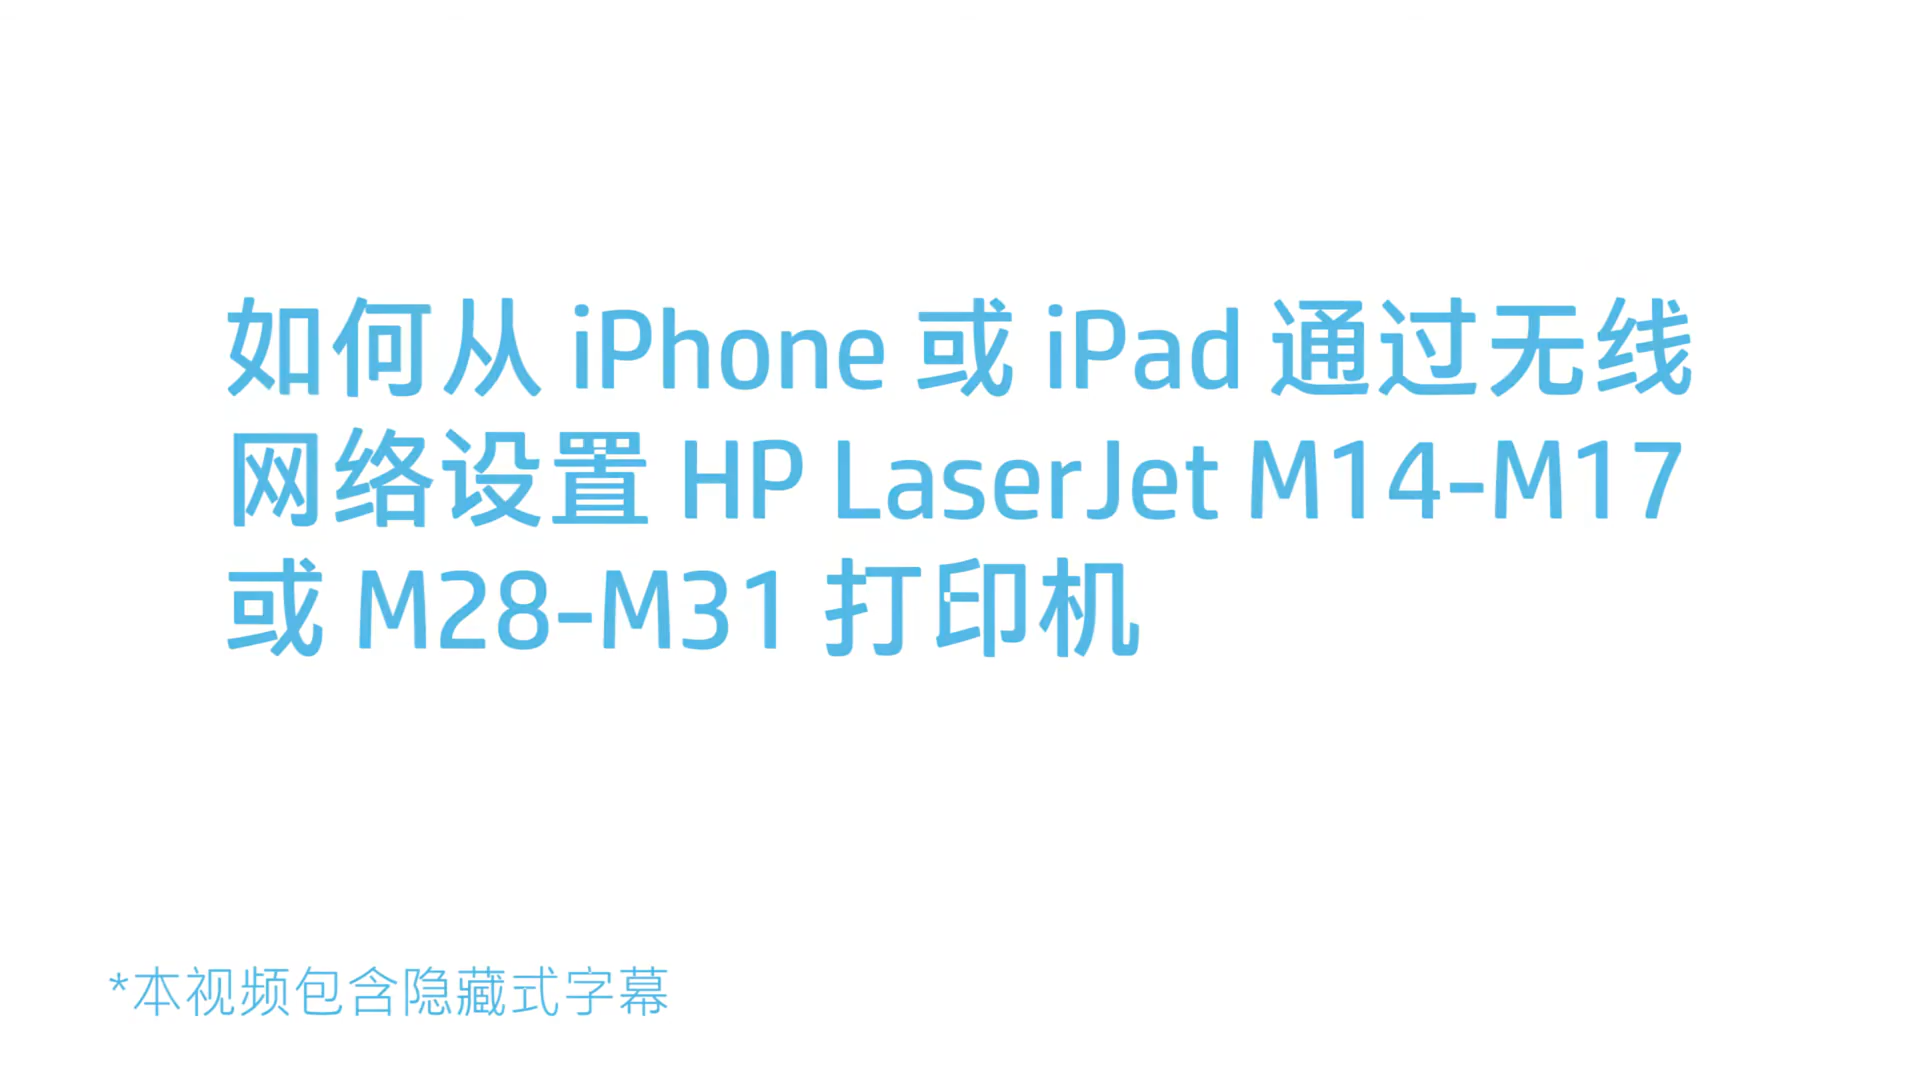 如何从 iPhone 或 iPad 通过无线
网络设置 HP LaserJet M14-M17
或 M28-M31 打印机
*本视频包含隐藏式字幕